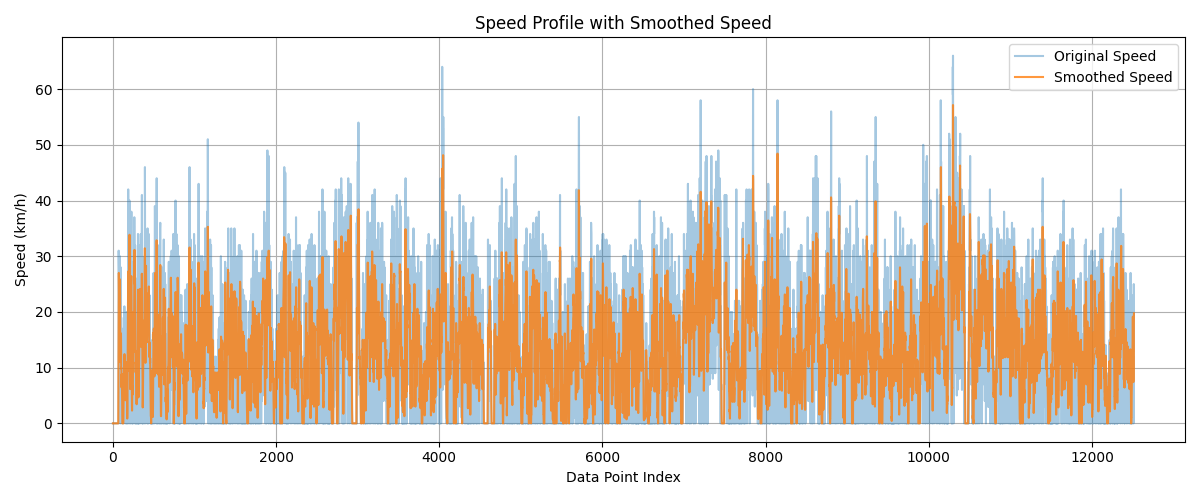 Speed Profile with Smoothed Speed
Original Speed
Smoothed Speed
Speed (km/h)
60
50
40
30
20
10
0
0 2000 4000 6000 8000 10000 12000
Data Point Index